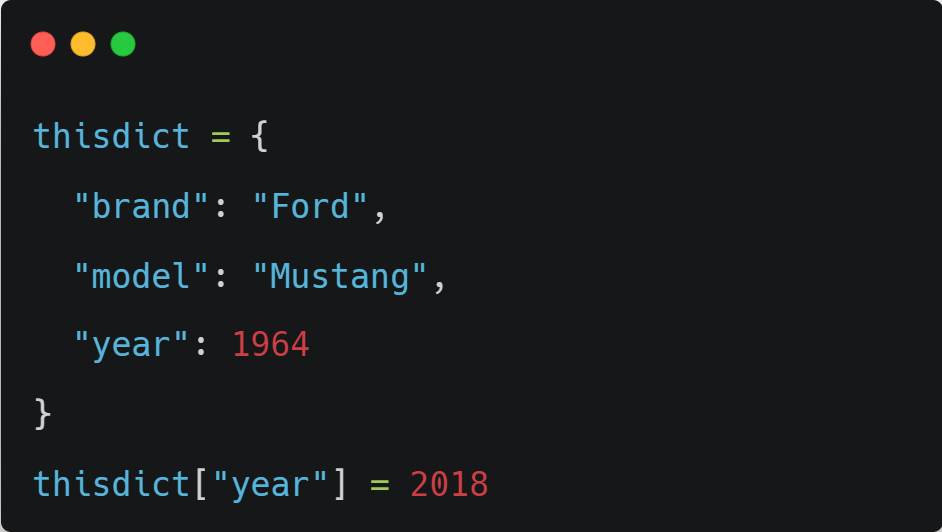 thisdict = {
  "brand": "Ford",
  "model": "Mustang",
  "year": 1964
}
thisdict["year"] = 2018